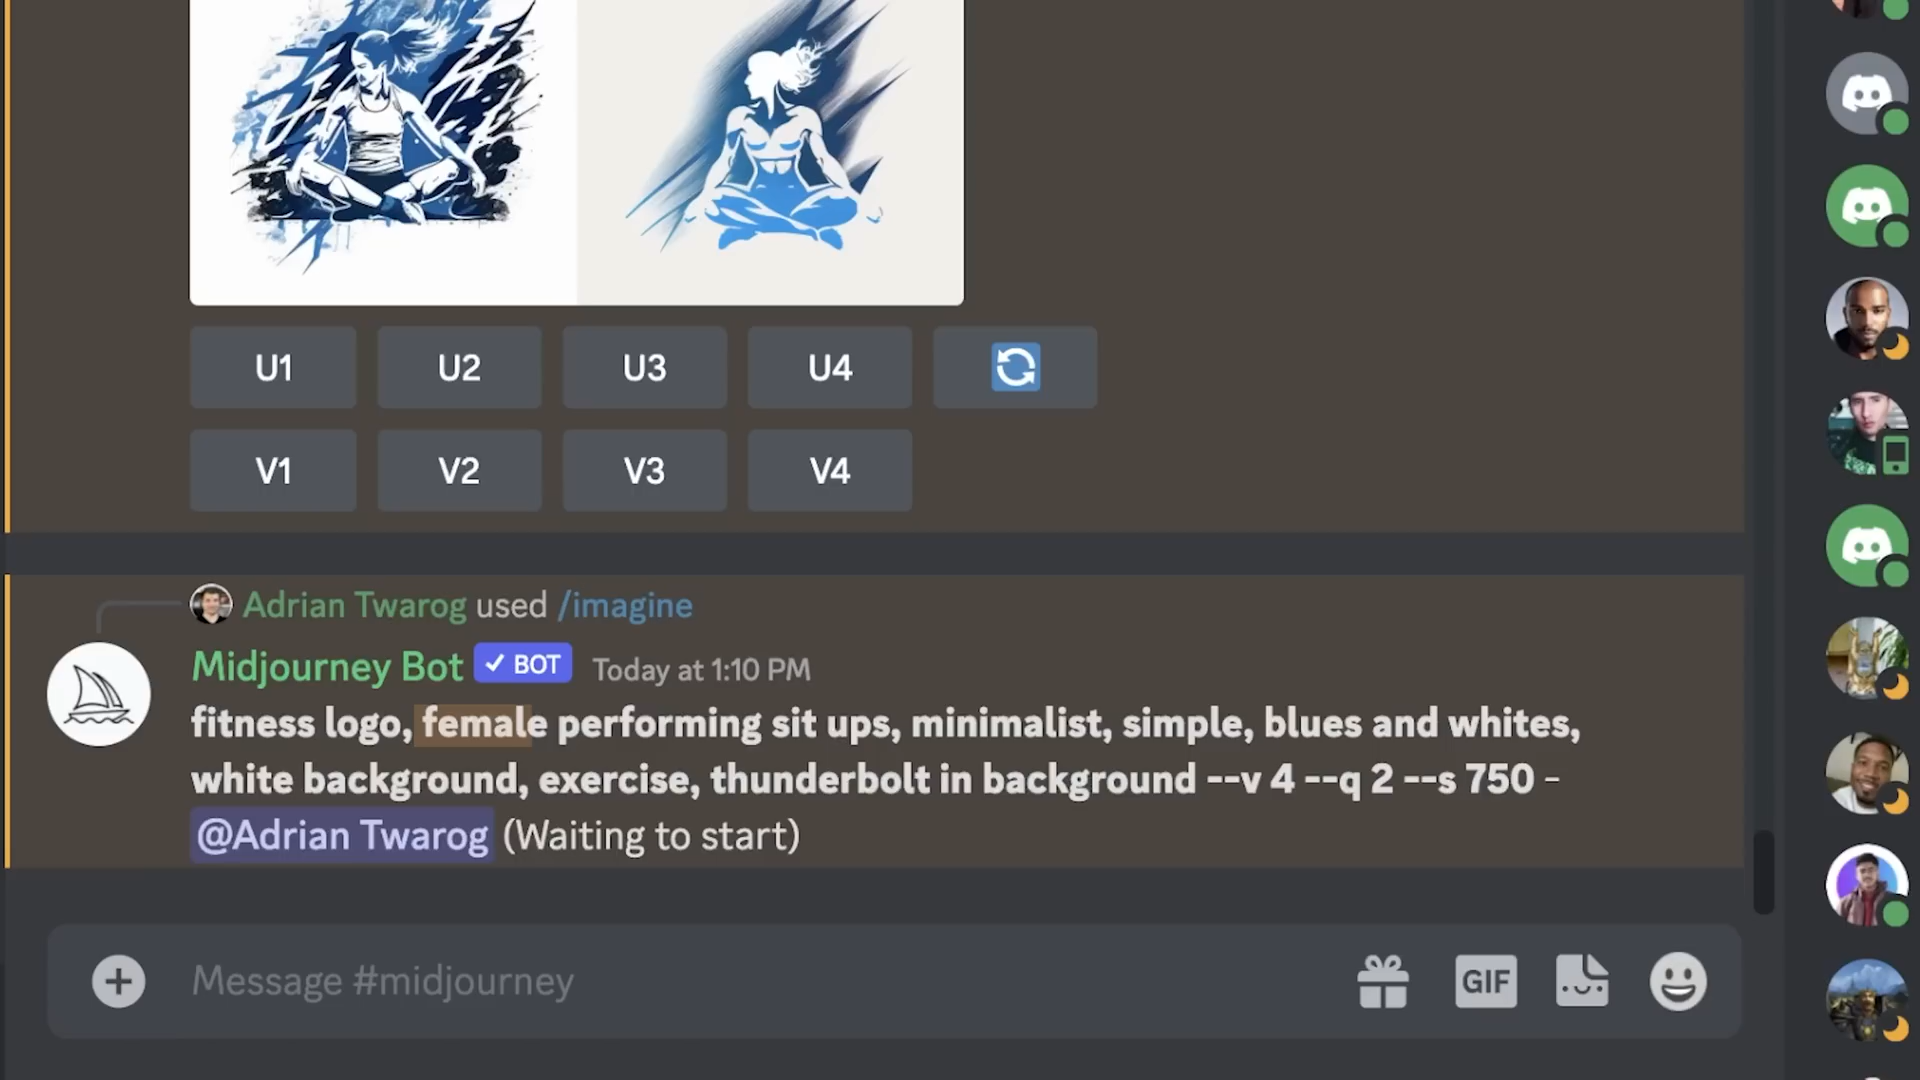 U1 U2 U3 U4
V1 V2 V3 V4
Adrian Twarog used /imagine
Midjourney Bot ✓ BOT Today at 1:10 PM
fitness logo, female performing sit ups, minimalist, simple, blues and whites,
white background, exercise, thunderbolt in background --v 4 --q 2 --s 750 -
@Adrian Twarog (Waiting to start)
Message #midjourney GIF